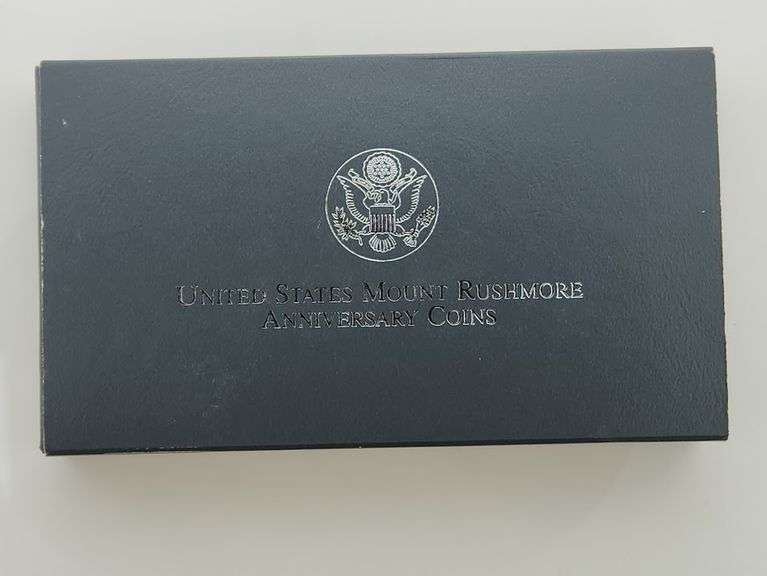 United States Mount Rushmore
Anniversary Coins